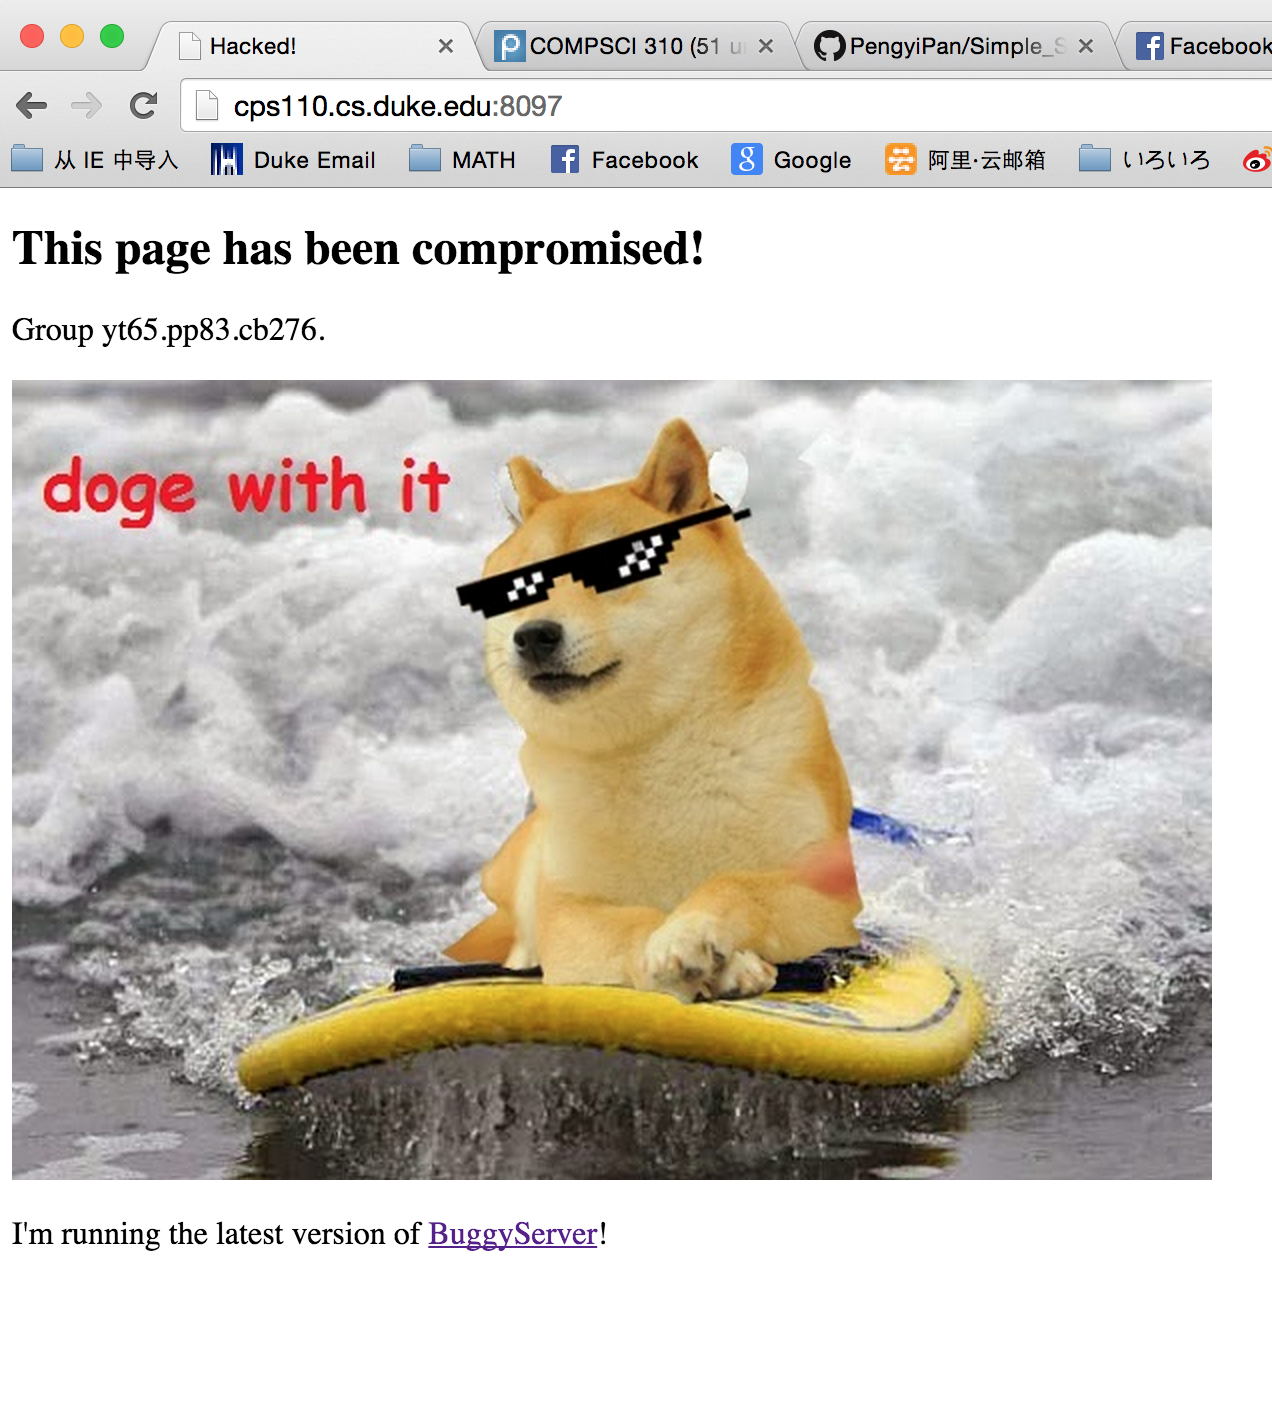 Hacked!
COMPSCI 310 (51 u
PengyiPan/Simple_S
Facebook
cps110.cs.duke.edu:8097
从 IE 中导入
Duke Email
MATH
Facebook
Google
阿里·云邮箱
いろいろ
This page has been compromised!
Group yt65.pp83.cb276.
doge with it
I'm running the latest version of BuggyServer!